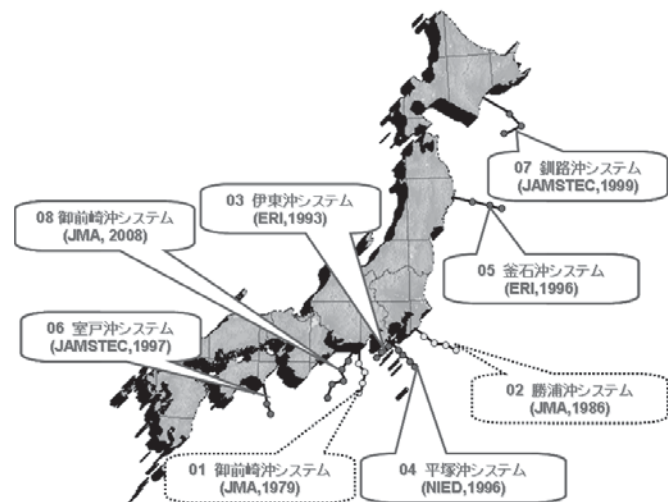 07 釧路沖システム
(JAMSTEC,1999)
03 伊東沖システム
(ERI,1993)
08 御前崎沖システム
(JMA, 2008)
05 釜石沖システム
(ERI,1996)
06 室戸沖システム
(JAMSTEC,1997)
02 勝浦沖システム
(JMA,1986)
01 御前崎沖システム
(JMA,1979)
04 平塚沖システム
(NIED,1996)